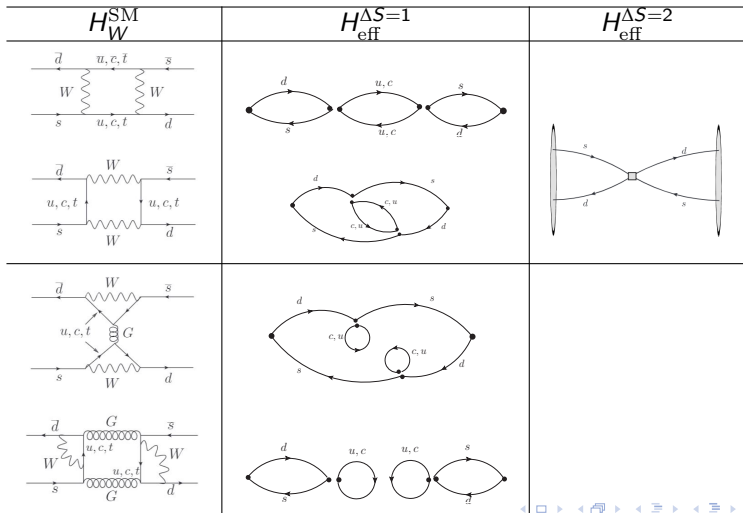 H_W^SM H_eff^ΔS=1 H_eff^ΔS=2
d̄ u, c, t̄ s̄
W W
s u, c, t d
d u, c s
s u, c d
s d
d s
d̄ W s̄
u, c, t u, c, t
s W d
d s
c, u
c, u
s d
d̄ W s̄
u, c, t G
s W d
d s
c, u
c, u
s d
d̄ G s̄
u, c, t
W u, c, t W
s G d
d u, c u, c s
s d